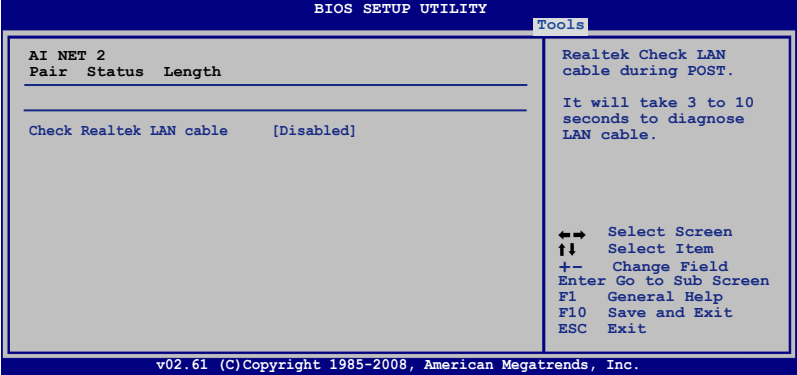 BIOS SETUP UTILITY
Tools
AI NET 2
Pair Status Length
Check Realtek LAN cable [Disabled]
Realtek Check LAN
cable during POST.
It will take 3 to 10
seconds to diagnose
LAN cable.
←→ Select Screen
↑↓ Select Item
+- Change Field
Enter Go to Sub Screen
F1 General Help
F10 Save and Exit
ESC Exit
v02.61 (C)Copyright 1985-2008, American Megatrends, Inc.